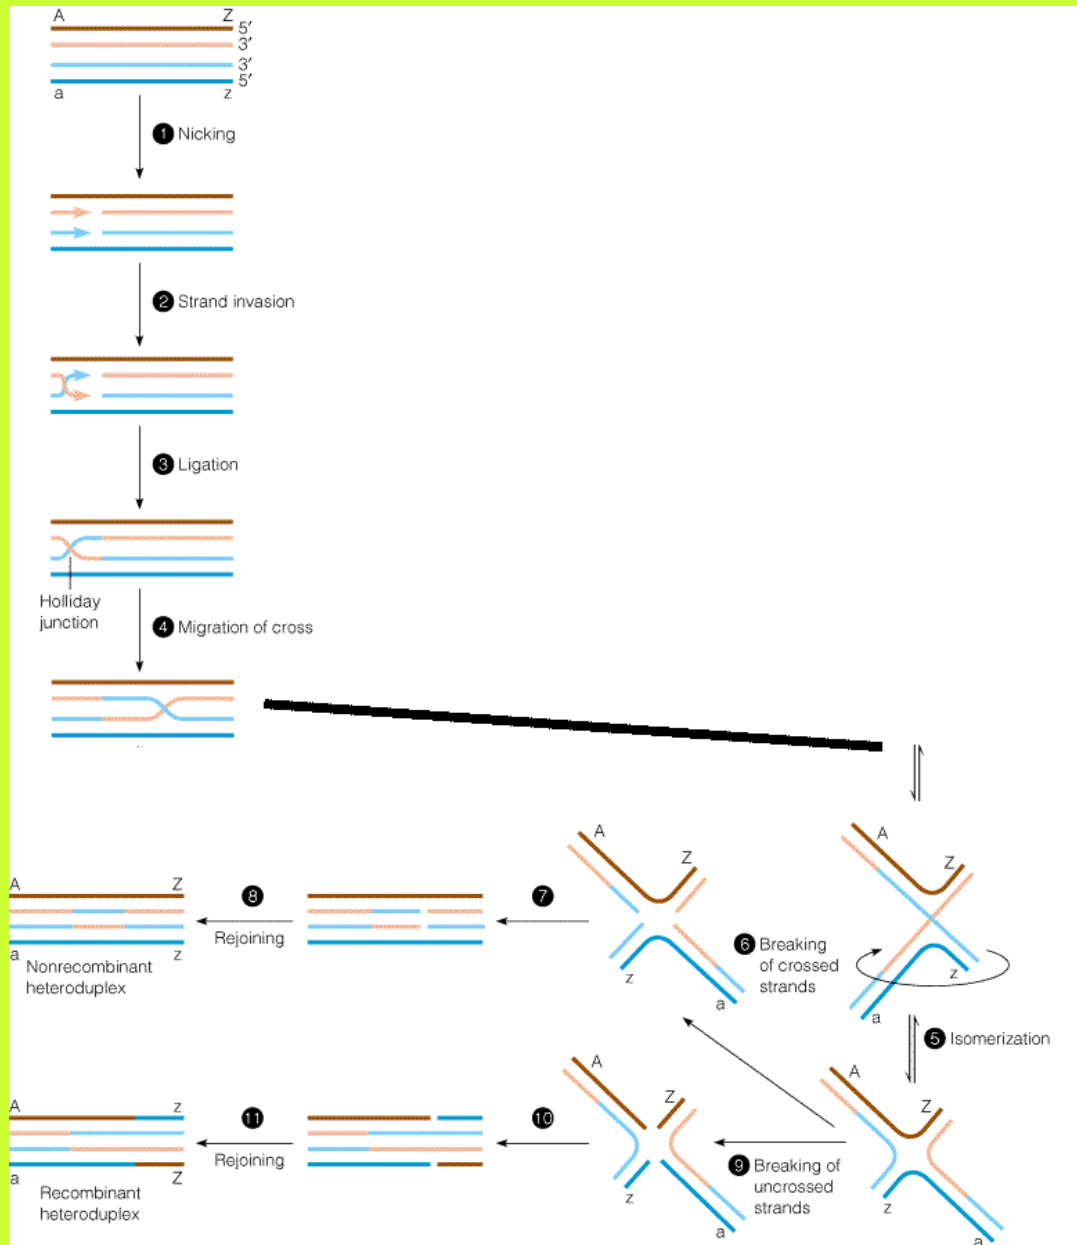 A Z
5′
3′
3′
5′
a z
1 Nicking
2 Strand invasion
3 Ligation
Holliday
junction
4 Migration of cross
A
Z
z
a
5 Isomerization
A
Z
z
a
6 Breaking
of crossed
strands
A
Z
z
a
7
8
Rejoining
A Z
a z
Nonrecombinant
heteroduplex
9 Breaking of
uncrossed
strands
A
Z
z
a
10
11
Rejoining
A z
a Z
Recombinant
heteroduplex